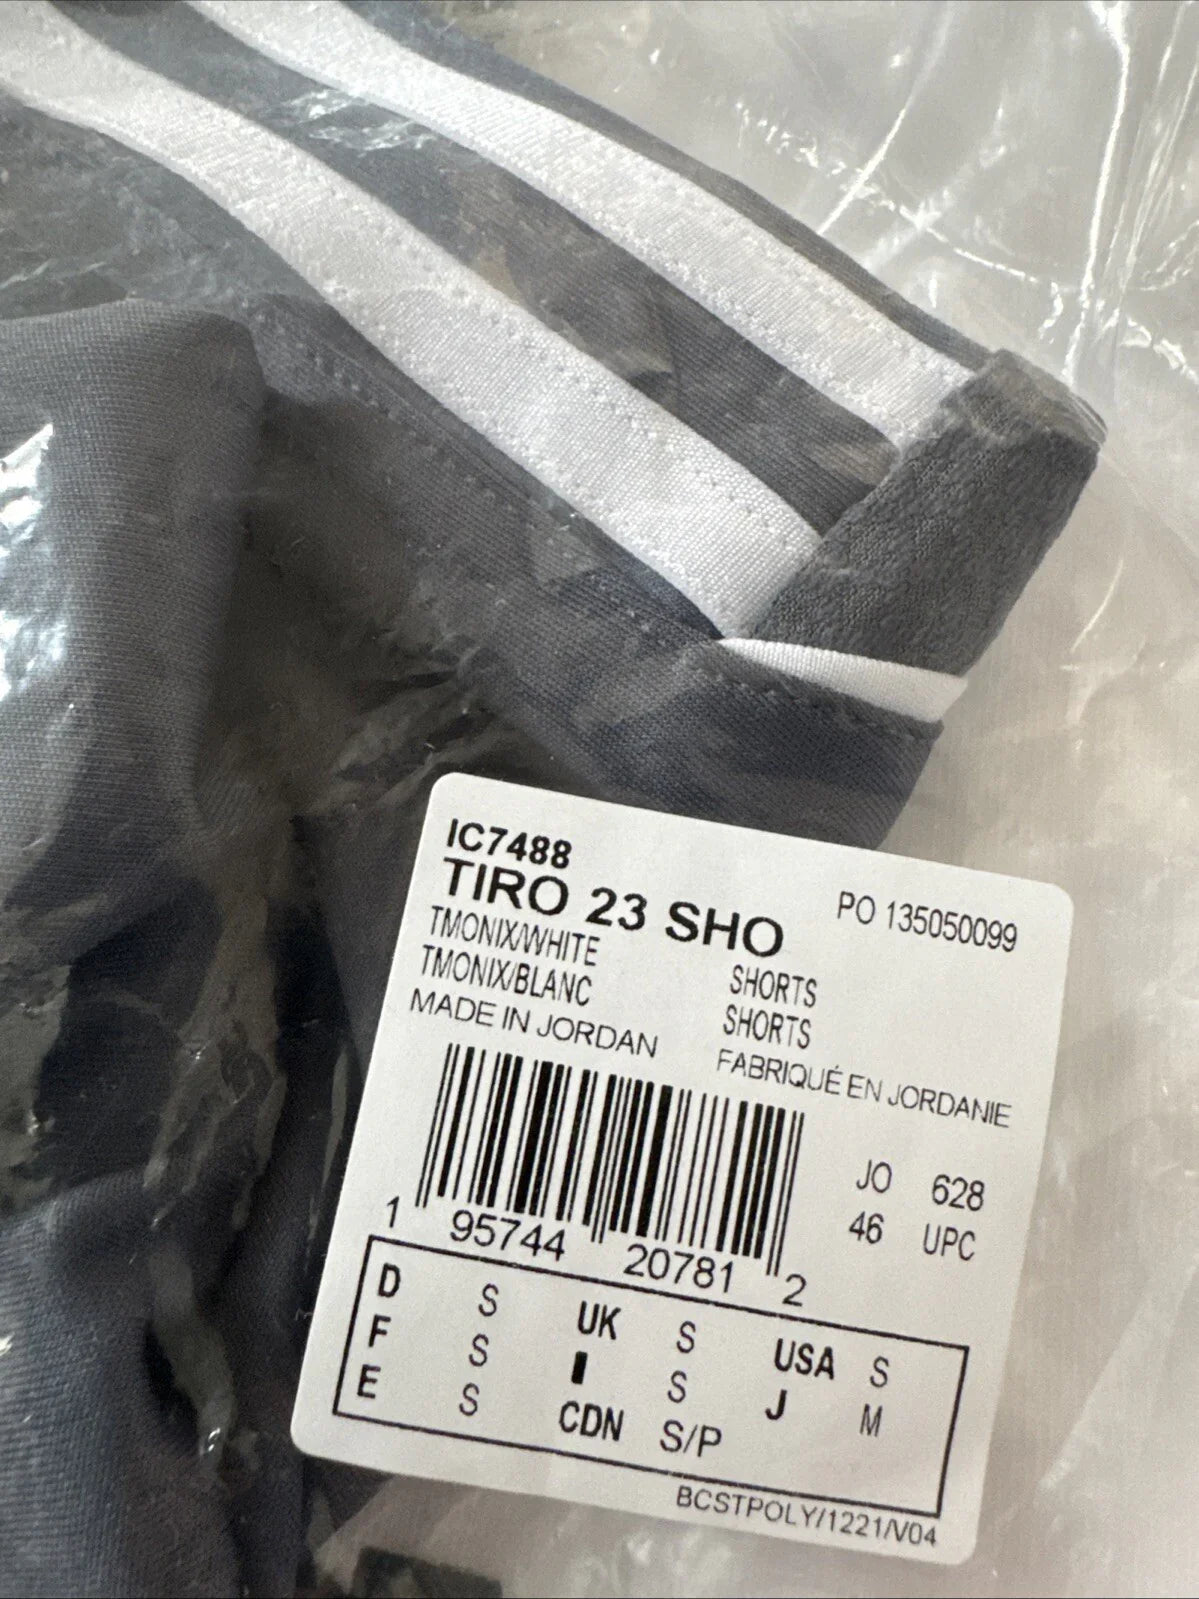 IC7488
TIRO 23 SHO
PO 135050099
TMONIX/WHITE SHORTS
TMONIX/BLANC SHORTS
MADE IN JORDAN FABRIQUÉ EN JORDANIE
JO 628
46 UPC
1 95744 20781 2
D S UK S USA S
F S I S J M
E S CDN S/P
BCSTPOLY/1221/V04